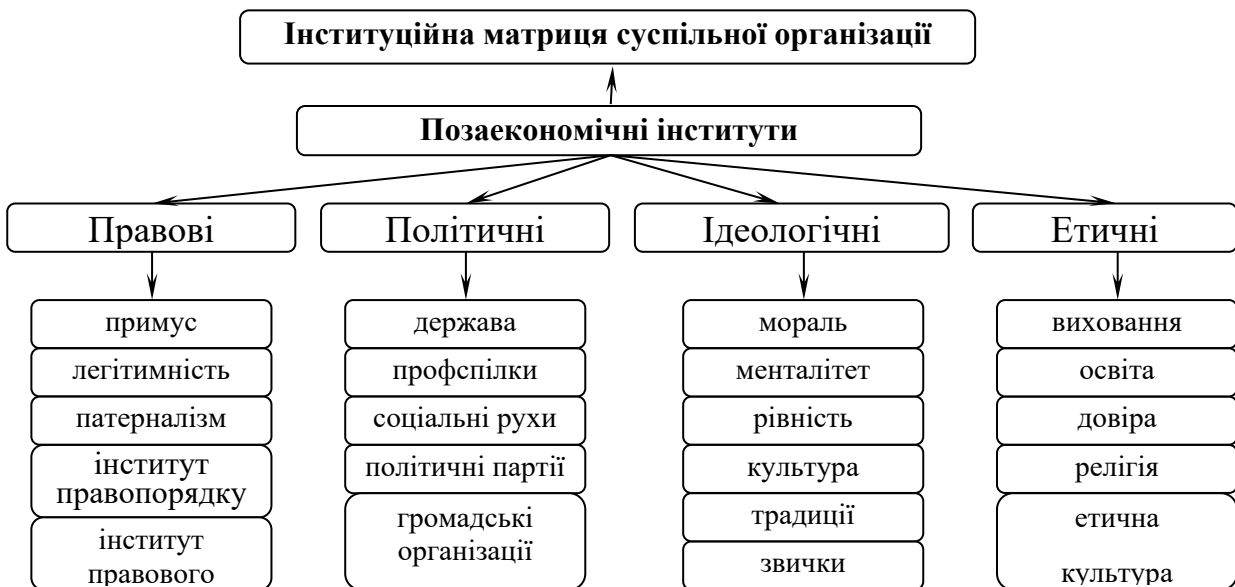 Інституційна матриця суспільної організації
Позаекономічні інститути
Правові
примус
легітимність
патерналізм
інститут
правопорядку
інститут
правового
Політичні
держава
профспілки
соціальні рухи
політичні партії
громадські
організації
Ідеологічні
мораль
менталітет
рівність
культура
традиції
звички
Етичні
виховання
освіта
довіра
релігія
етична
культура